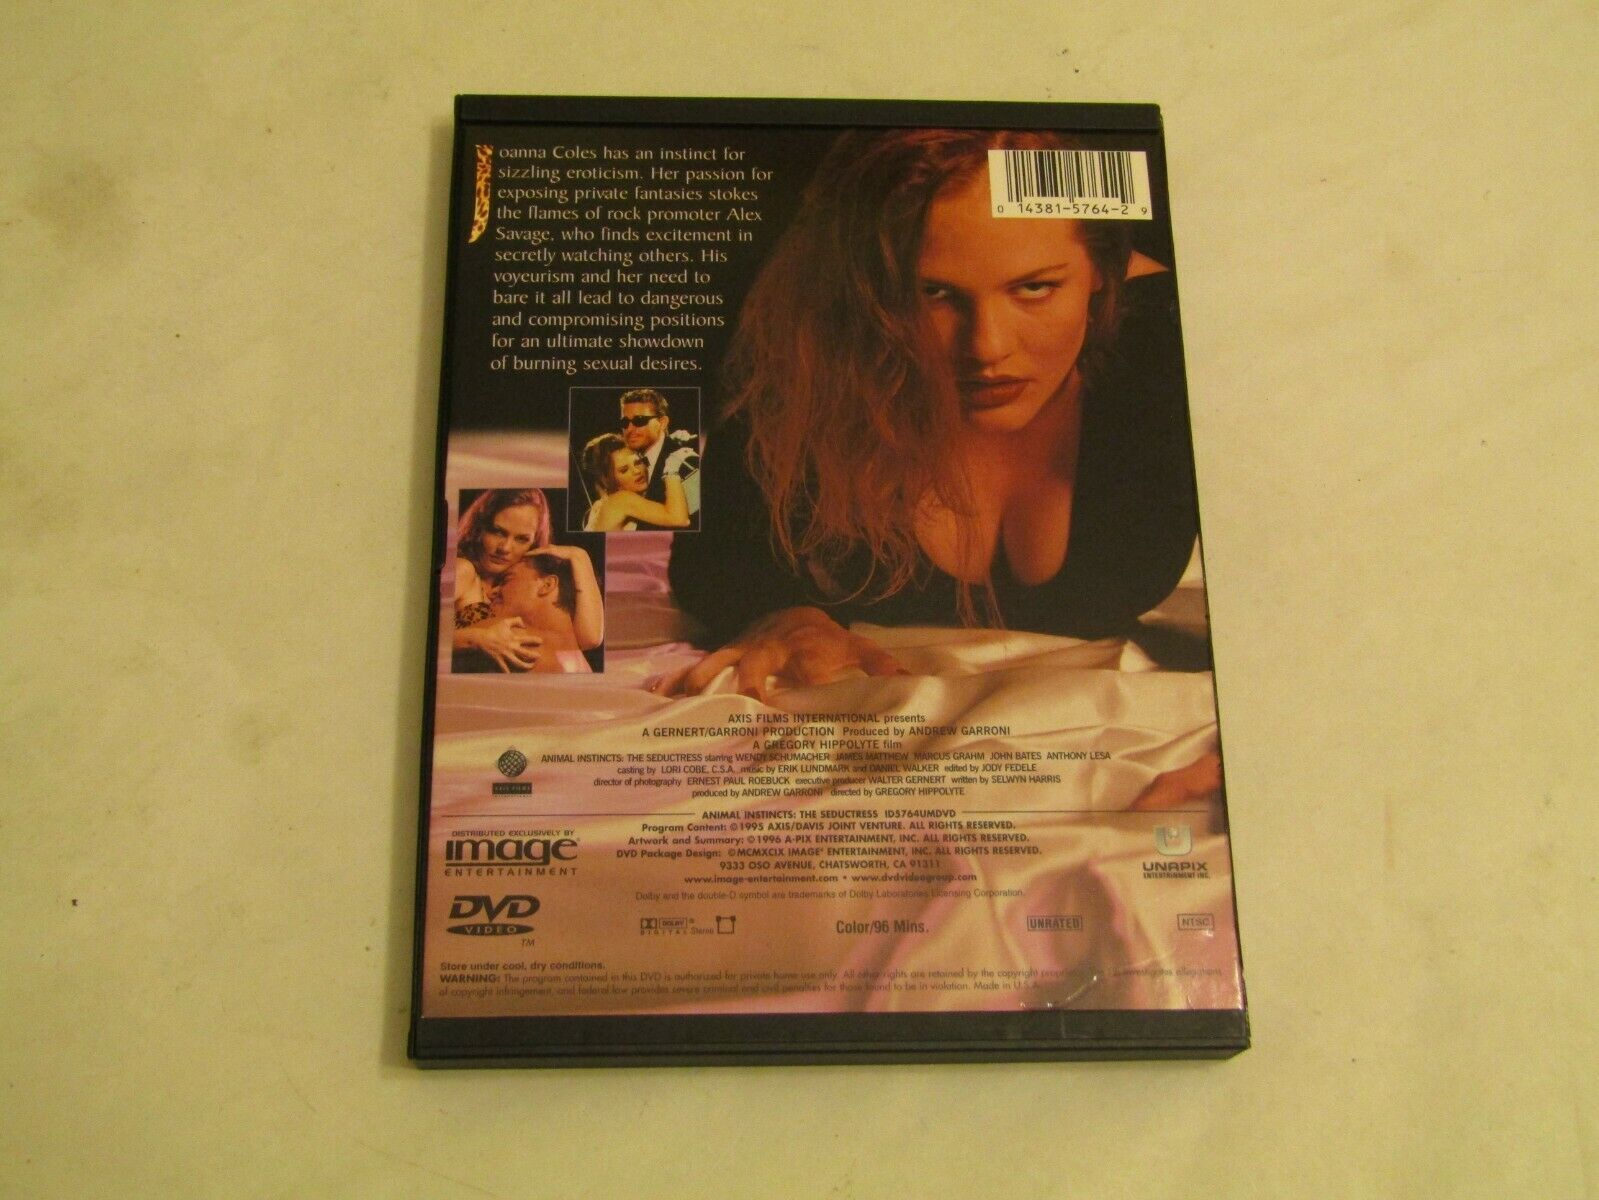 Joanna Coles has an instinct for
sizzling eroticism. Her passion for
exposing private fantasies stokes
the flames of rock promoter Alex
Savage, who finds excitement in
secretly watching others. His
voyeurism and her need to
bare it all lead to dangerous
and compromising positions
for an ultimate showdown
of burning sexual desires.
0 14381-5764-2 9
AXIS FILMS INTERNATIONAL presents
A GERNERT/GARRONI PRODUCTION Produced by ANDREW GARRONI
A GREGORY HIPPOLYTE film
ANIMAL INSTINCTS: THE SEDUCTRESS starring WENDY SCHUMACHER JAMES MATTHEW MARCUS GRAHM JOHN BATES ANTHONY LESA
casting by LORI COBE, C.S.A. music by ERIK LUNDMARK and DANIEL WALKER edited by JODY FEDELE
director of photography ERNEST PAUL ROEBUCK executive producer WALTER GERNERT written by SELWYN HARRIS
produced by ANDREW GARRONI directed by GREGORY HIPPOLYTE
AXIS FILMS
INTERNATIONAL
ANIMAL INSTINCTS: THE SEDUCTRESS ID5764UMDVD
Program Content: ©1995 AXIS/DAVIS JOINT VENTURE. ALL RIGHTS RESERVED.
Artwork and Summary: ©1996 A-PIX ENTERTAINMENT, INC. ALL RIGHTS RESERVED.
DVD Package Design: ©MCMXCIX IMAGE® ENTERTAINMENT, INC. ALL RIGHTS RESERVED.
9333 OSO AVENUE, CHATSWORTH, CA 91311
www.image-entertainment.com • www.dvdvideogroup.com
DISTRIBUTED EXCLUSIVELY BY
image®
ENTERTAINMENT
UNAPIX
ENTERTAINMENT INC.
Dolby and the double-D symbol are trademarks of Dolby Laboratories Licensing Corporation.
DVD
VIDEO
TM
DOLBY®
DIGITAL Stereo
Color/96 Mins.
UNRATED
NTSC
Store under cool, dry conditions.
WARNING: The program contained in this DVD is authorized for private home use only. All other rights are retained by the copyright investigates allegations
of copyright infringement, and federal law provides severe criminal and civil penalties for those found to be in violation. Made in U.S.A.